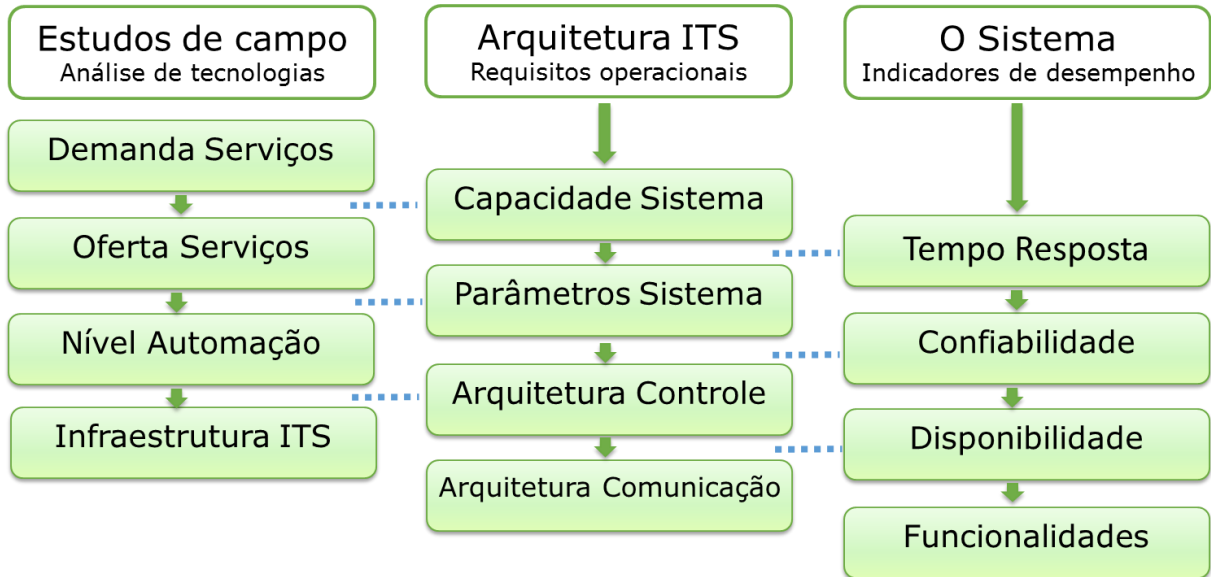 Estudos de campo
Análise de tecnologias
Demanda Serviços
Oferta Serviços
Nível Automação
Infraestrutura ITS
Arquitetura ITS
Requisitos operacionais
Capacidade Sistema
Parâmetros Sistema
Arquitetura Controle
Arquitetura Comunicação
O Sistema
Indicadores de desempenho
Tempo Resposta
Confiabilidade
Disponibilidade
Funcionalidades